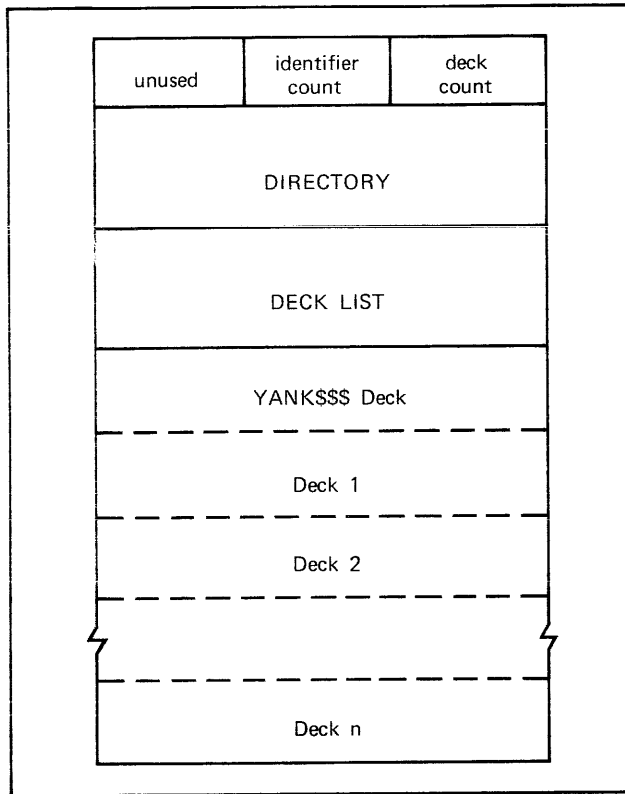 unused
identifier count
deck count
DIRECTORY
DECK LIST
YANK$$$ Deck
Deck 1
Deck 2
Deck n